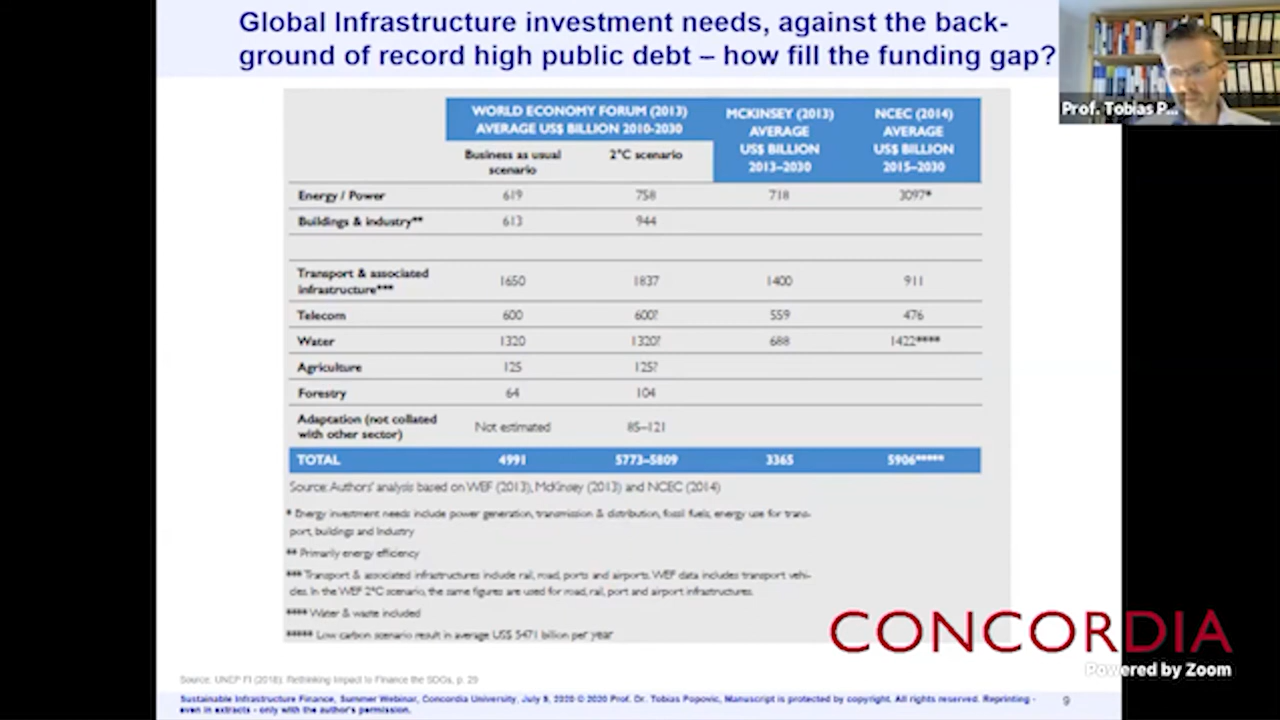 Global Infrastructure investment needs, against the back-
ground of record high public debt – how fill the funding gap?
Prof. Tobias P...
WORLD ECONOMY FORUM (2013)
AVERAGE US$ BILLION 2010-2030
MCKINSEY (2013)
AVERAGE
US$ BILLION
2013–2030
NCEC (2014)
AVERAGE
US$ BILLION
2015–2030
Business as usual
scenario
2°C scenario
Energy / Power 619 758 718 3097*
Buildings & industry** 613 944
Transport & associated
infrastructure*** 1650 1837 1400 911
Telecom 600 600? 559 476
Water 1320 1320? 688 1422****
Agriculture 125 125?
Forestry 64 104
Adaptation (not collated
with other sector) Not estimated 85–121
TOTAL 4991 5773–5809 3365 5906*****
Source: Authors' analysis based on WEF (2013), McKinsey (2013) and NCEC (2014)
* Energy investment needs include power generation, transmission & distribution, fossil fuels, energy use for trans-
port, buildings and Industry
** Primarily energy efficiency
*** Transport & associated infrastructures include rail, road, ports and airports. WEF data includes transport vehi-
cles. In the WEF 2°C scenario, the same figures are used for road, rail, port and airport infrastructures.
**** Water & waste included
***** Low carbon scenario result in average US$ 5471 billion per year
CONCORDIA
Powered by Zoom
Source: UNEP FI (2018): Rethinking Impact to Finance the SDGs, p. 29
Sustainable Infrastructure Finance, Summer Webinar, Concordia University, July 9, 2020 © 2020 Prof. Dr. Tobias Popovic, Manuscript is protected by copyright. All rights reserved. Reprinting -
even in extracts - only with the author's permission.
9